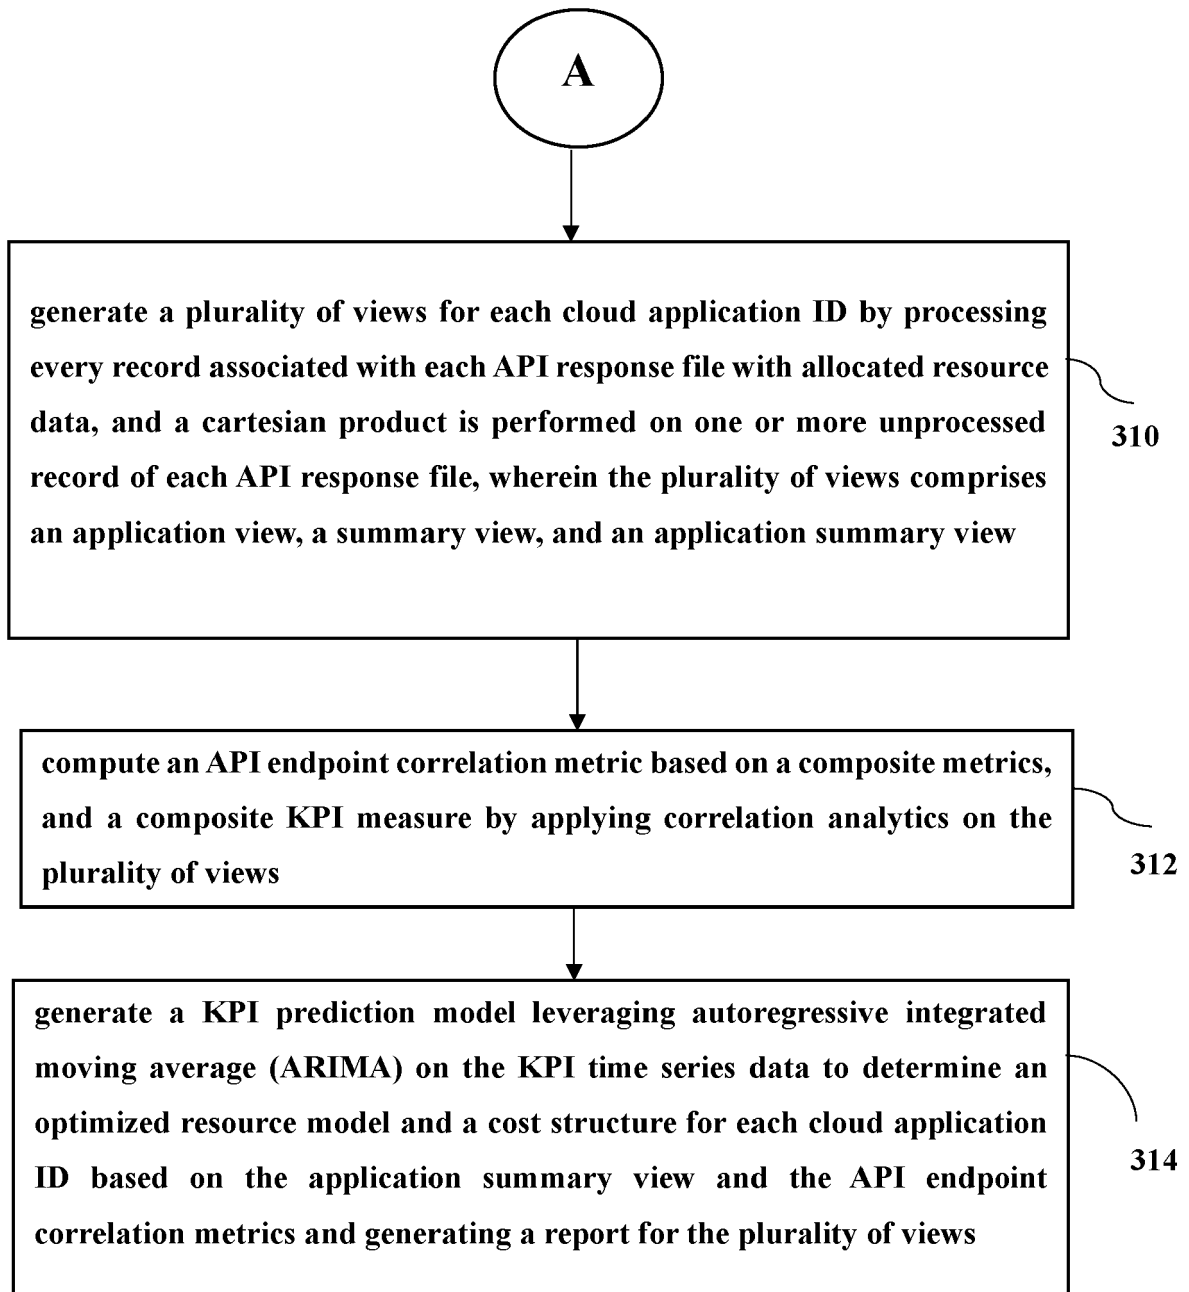 A
generate a plurality of views for each cloud application ID by processing
every record associated with each API response file with allocated resource
data, and a cartesian product is performed on one or more unprocessed
record of each API response file, wherein the plurality of views comprises
an application view, a summary view, and an application summary view
310
compute an API endpoint correlation metric based on a composite metrics,
and a composite KPI measure by applying correlation analytics on the
plurality of views
312
generate a KPI prediction model leveraging autoregressive integrated
moving average (ARIMA) on the KPI time series data to determine an
optimized resource model and a cost structure for each cloud application
ID based on the application summary view and the API endpoint
correlation metrics and generating a report for the plurality of views
314